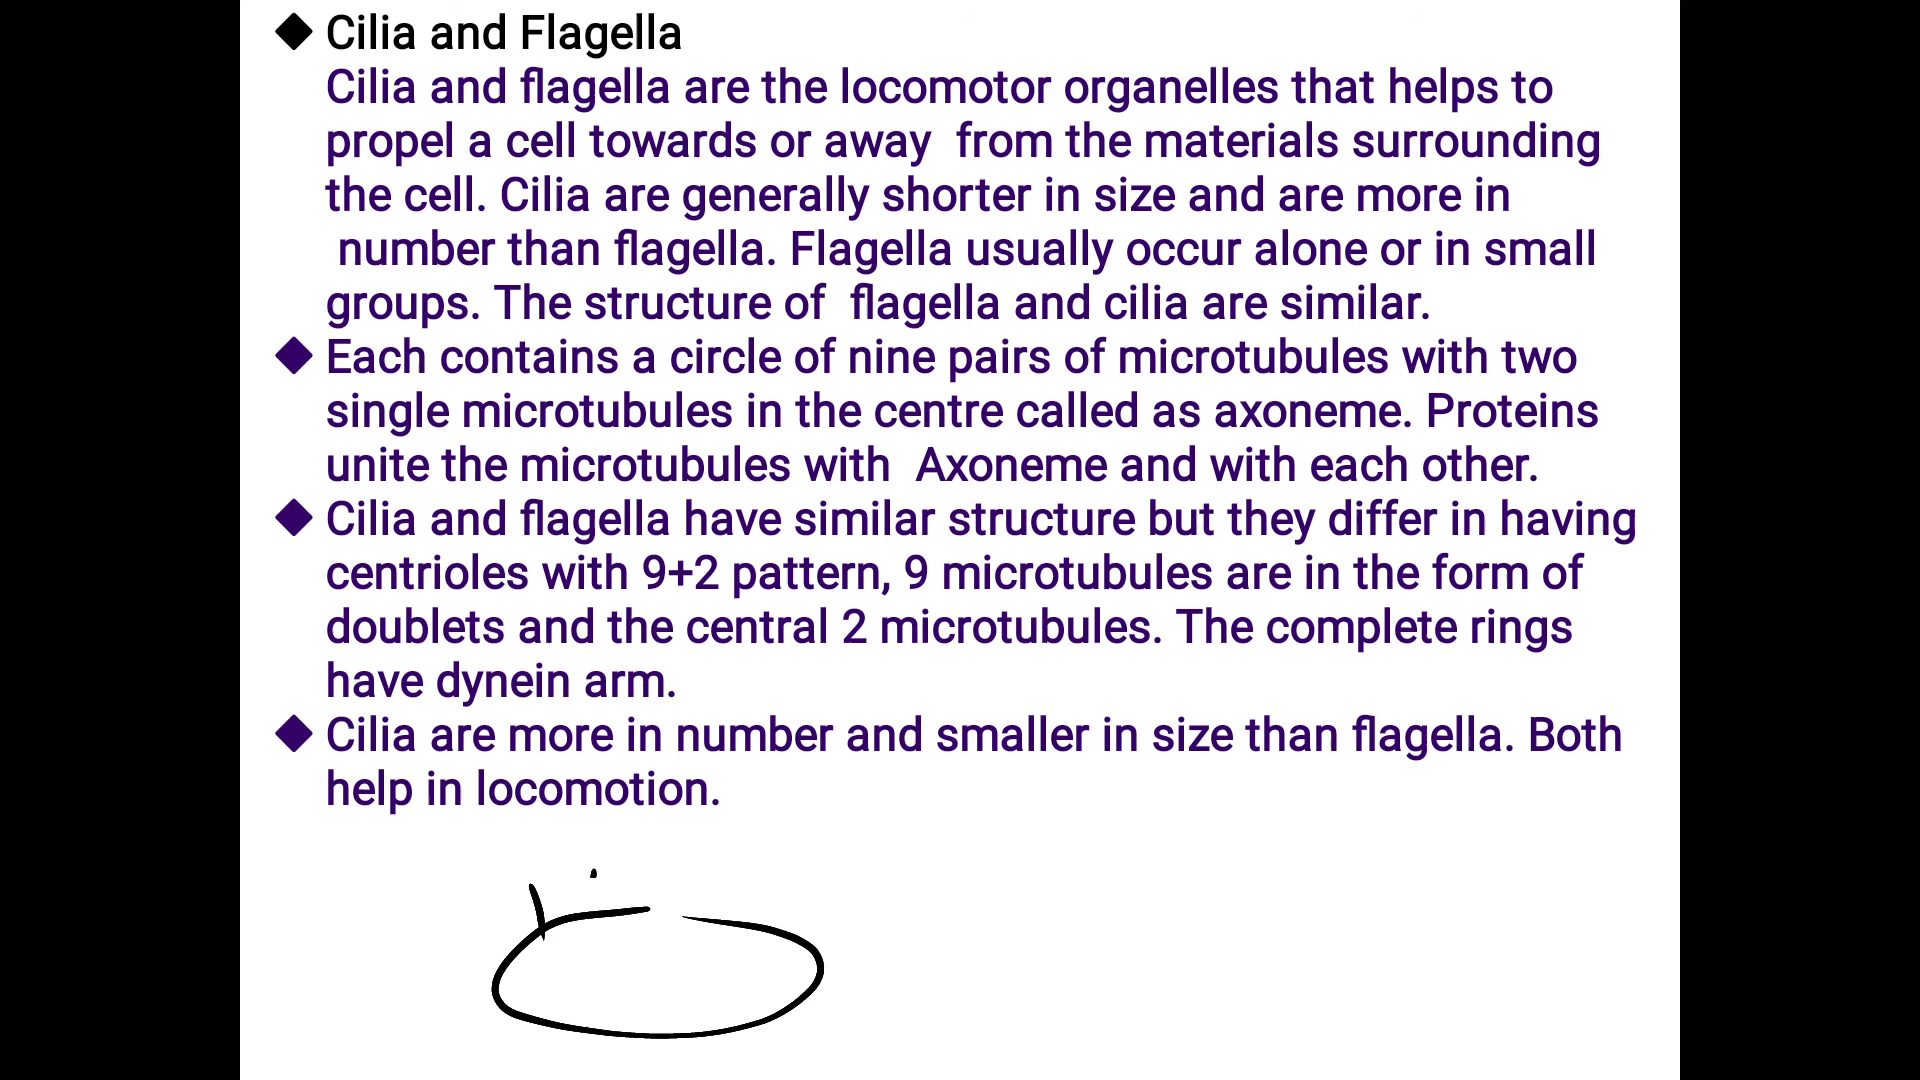 ◆ Cilia and Flagella
Cilia and flagella are the locomotor organelles that helps to
propel a cell towards or away  from the materials surrounding
the cell. Cilia are generally shorter in size and are more in
number than flagella. Flagella usually occur alone or in small
groups. The structure of  flagella and cilia are similar.
◆ Each contains a circle of nine pairs of microtubules with two
single microtubules in the centre called as axoneme. Proteins
unite the microtubules with  Axoneme and with each other.
◆ Cilia and flagella have similar structure but they differ in having
centrioles with 9+2 pattern, 9 microtubules are in the form of
doublets and the central 2 microtubules. The complete rings
have dynein arm.
◆ Cilia are more in number and smaller in size than flagella. Both
help in locomotion.